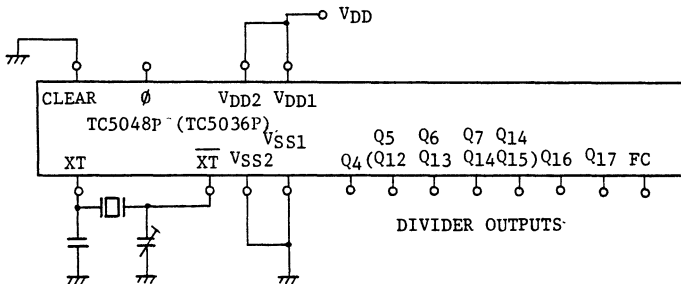 VDD
CLEAR φ VDD2 VDD1
TC5048P (TC5036P)
VSS1
Q5 Q6 Q7 Q14
XT X̅T̅ VSS2 Q4 (Q12 Q13 Q14 Q15) Q16 Q17 FC
DIVIDER OUTPUTS